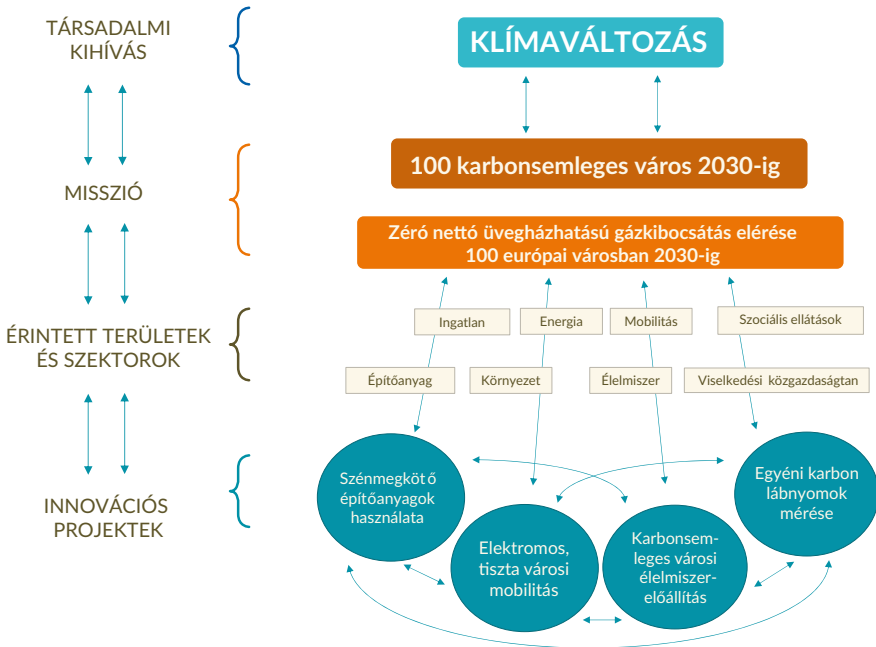 TÁRSADALMI
KIHÍVÁS
KLÍMAVÁLTOZÁS
MISSZIÓ
100 karbonsemleges város 2030-ig
Zéró nettó üvegházhatású gázkibocsátás elérése
100 európai városban 2030-ig
ÉRINTETT TERÜLETEK
ÉS SZEKTOROK
Ingatlan
Energia
Mobilitás
Szociális ellátások
Építőanyag
Környezet
Élelmiszer
Viselkedési közgazdaságtan
INNOVÁCIÓS
PROJEKTEK
Szénmegkötő
építőanyagok
használata
Elektromos,
tiszta városi
mobilitás
Karbonsem-
leges városi
élelmiszer-
előállítás
Egyéni karbon
lábnyomok
mérése